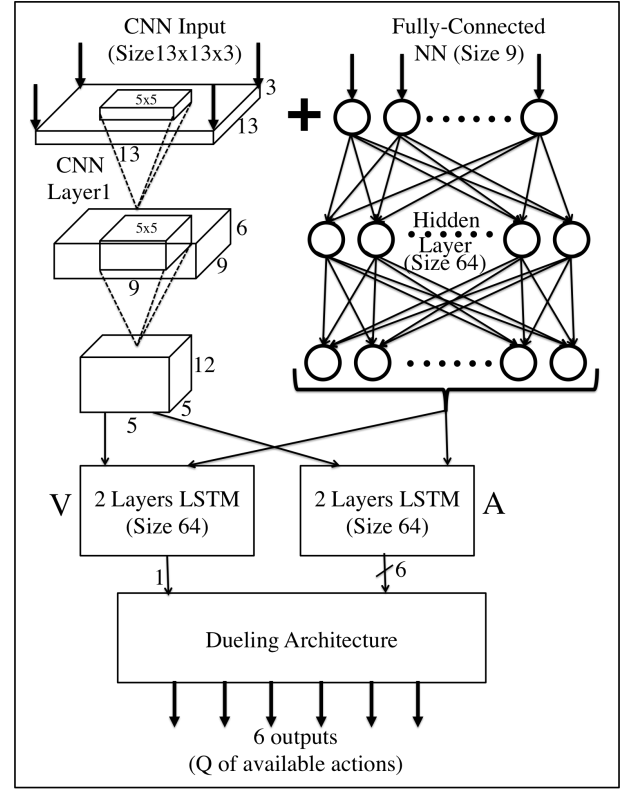 CNN Input
(Size13x13x3)
Fully-Connected
NN (Size 9)
5x5
3
13
13
+
CNN
Layer1
5x5
6
9
9
Hidden
Layer
(Size 64)
12
5
5
V
2 Layers LSTM
(Size 64)
2 Layers LSTM
(Size 64)
A
1
6
Dueling Architecture
6 outputs
(Q of available actions)